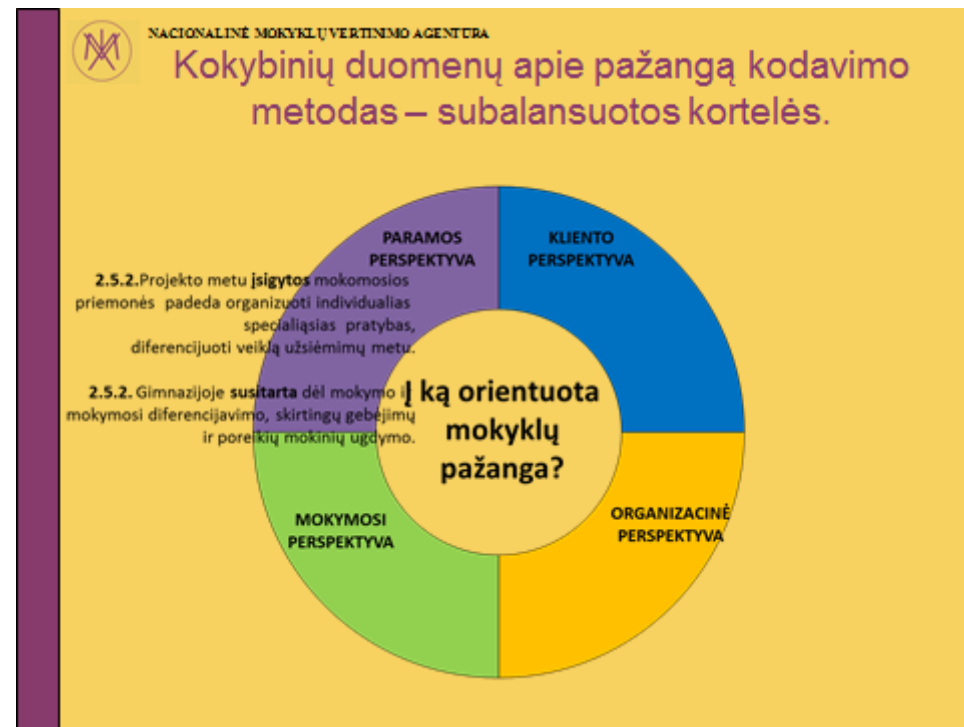 NACIONALINĖ MOKYKLŲ VERTINIMO AGENTŪRA
Kokybinių duomenų apie pažangą kodavimo
metodas – subalansuotos kortelės.
PARAMOS
PERSPEKTYVA
KLIENTO
PERSPEKTYVA
2.5.2.Projekto metu įsigytos mokomosios
priemonės padeda organizuoti individualias
specialiąsias pratybas,
diferencijuoti veiklą užsiėmimų metu.
2.5.2. Gimnazijoje susitarta dėl mokymo
mokymosi diferencijavimo, skirtingų gebėjimų
ir poreikių mokinių ugdymo.
Į ką orientuota
mokyklų
pažanga?
MOKYMOSI
PERSPEKTYVA
ORGANIZACINĖ
PERSPEKTYVA